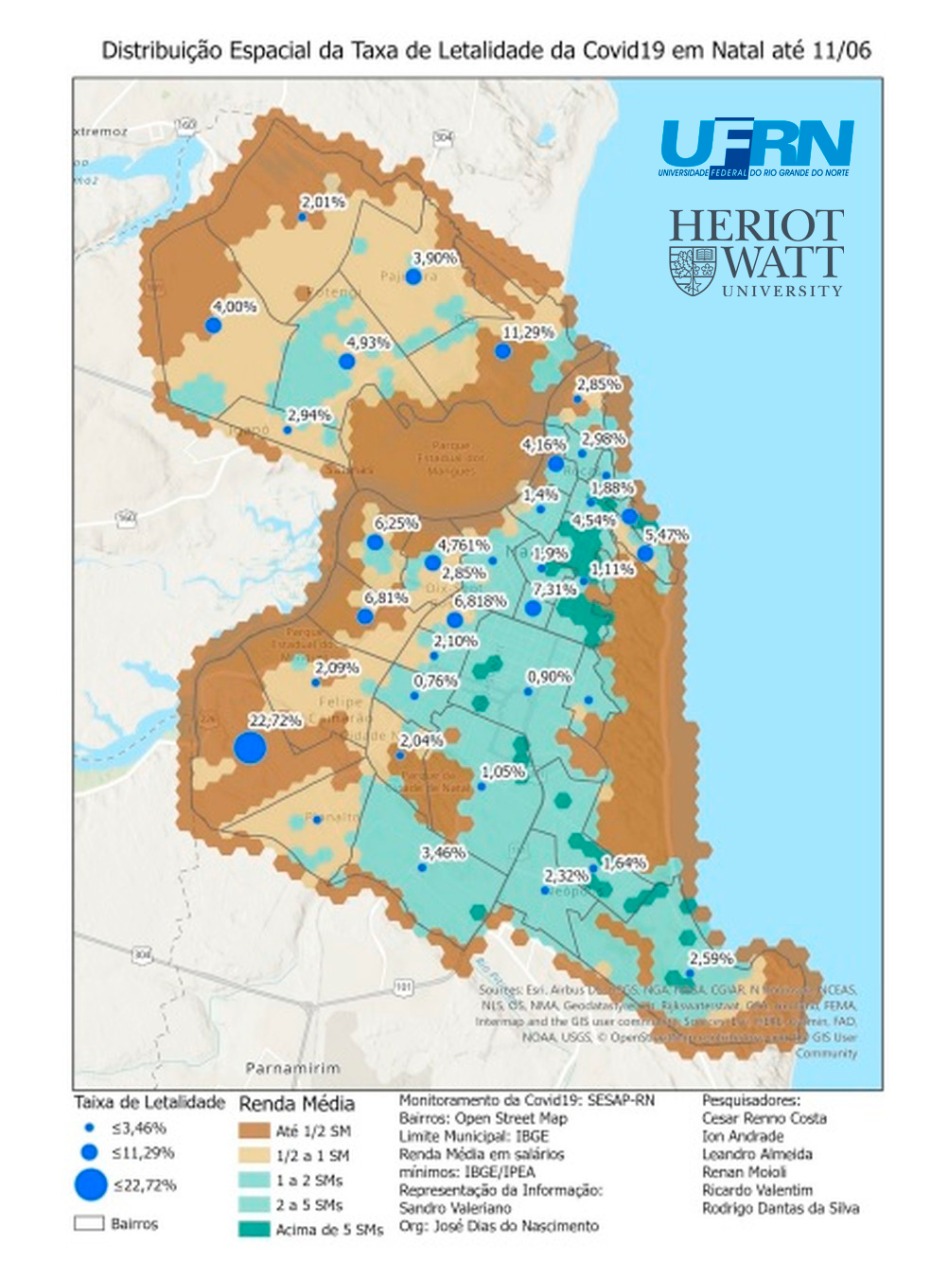 Distribuição Espacial da Taxa de Letalidade da Covid19 em Natal até 11/06
UFRN
UNIVERSIDADE FEDERAL DO RIO GRANDE DO NORTE
HERIOT
WATT
UNIVERSITY
xtremoz
160
304
2,01%
3,90%
Pajuçara
Potengi
4,00%
4,93%
11,29%
2,85%
2,94%
Igapó
Parque
Estadual dos
Mangues
Salinas
4,16%
2,98%
Rocas
1,4%
1,88%
160
6,25%
4,54%
5,47%
4,761%
1,9%
2,85%
1,11%
7,31%
6,81%
6,818%
Parque
Estadual dos
2,10%
2,09%
0,76%
0,90%
Felipe
Camarão
22,72%
2,04%
Parque da
Cidade de Natal
1,05%
Planalto
3,46%
1,64%
2,32%
2,59%
304
101
Sources: Esri, Airbus DS, USGS, NGA, NASA, CGIAR, N NCEAS,
NLS, OS, NMA, Geodatastyrelsen, Rijkswaterstaat, GSA, FEMA,
Intermap and the GIS user community Sources: Esri, HERE, Garmin, FAO,
NOAA, USGS, © OpenStreetMap contributors, and the GIS User
Community
Parnamirim
Taixa de Letalidade
≤3,46%
≤11,29%
≤22,72%
Bairros
Renda Média
Até 1/2 SM
1/2 a 1 SM
1 a 2 SMs
2 a 5 SMs
Acima de 5 SMs
Monitoramento da Covid19: SESAP-RN
Bairros: Open Street Map
Limite Municipal: IBGE
Renda Média em salários
mínimos: IBGE/IPEA
Representação da Informação:
Sandro Valeriano
Org: José Dias do Nascimento
Pesquisadores:
Cesar Renno Costa
Ion Andrade
Leandro Almeida
Renan Moioli
Ricardo Valentim
Rodrigo Dantas da Silva